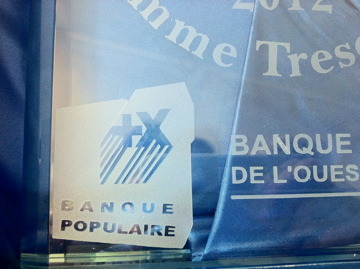 2012
mme Tres
+X
BANQUE
POPULAIRE
BANQUE
DE L'OUES